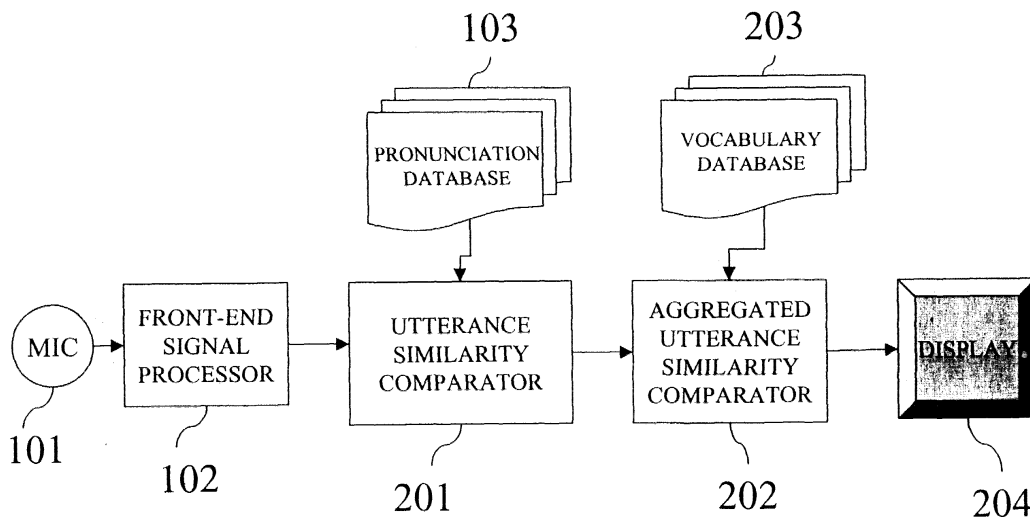 103
203
PRONUNCIATION
DATABASE
VOCABULARY
DATABASE
MIC
FRONT-END
SIGNAL
PROCESSOR
UTTERANCE
SIMILARITY
COMPARATOR
AGGREGATED
UTTERANCE
SIMILARITY
COMPARATOR
DISPLAY
101
102
201
202
204